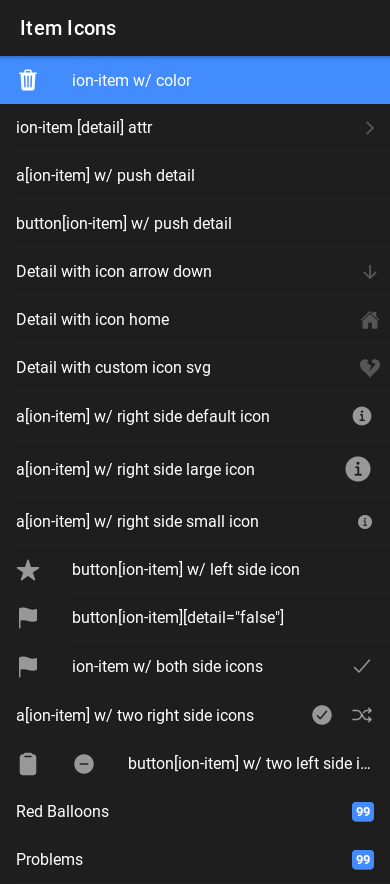 Item Icons
ion-item w/ color
ion-item [detail] attr
a[ion-item] w/ push detail
button[ion-item] w/ push detail
Detail with icon arrow down
Detail with icon home
Detail with custom icon svg
a[ion-item] w/ right side default icon
a[ion-item] w/ right side large icon
a[ion-item] w/ right side small icon
button[ion-item] w/ left side icon
button[ion-item][detail="false"]
ion-item w/ both side icons
a[ion-item] w/ two right side icons
button[ion-item] w/ two left side i...
Red Balloons 99
Problems 99